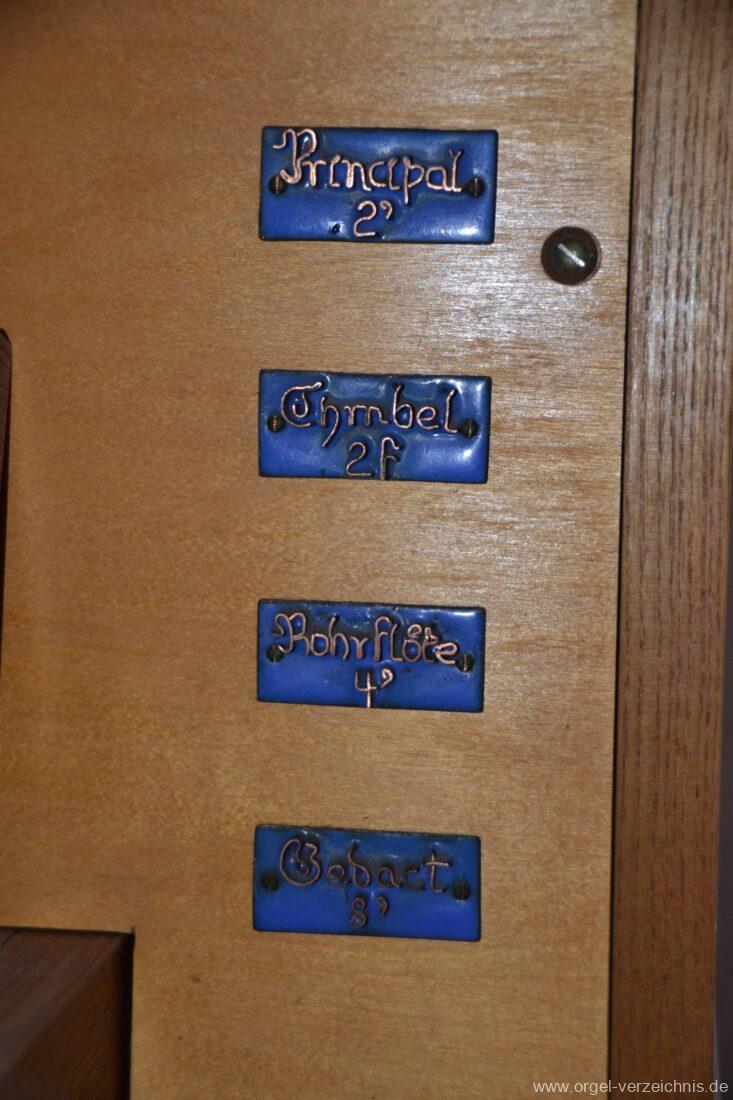 Principal
2'
Cymbel
2f
Rohrflöte
4'
Gedact
8'
www.orgel-verzeichnis.de